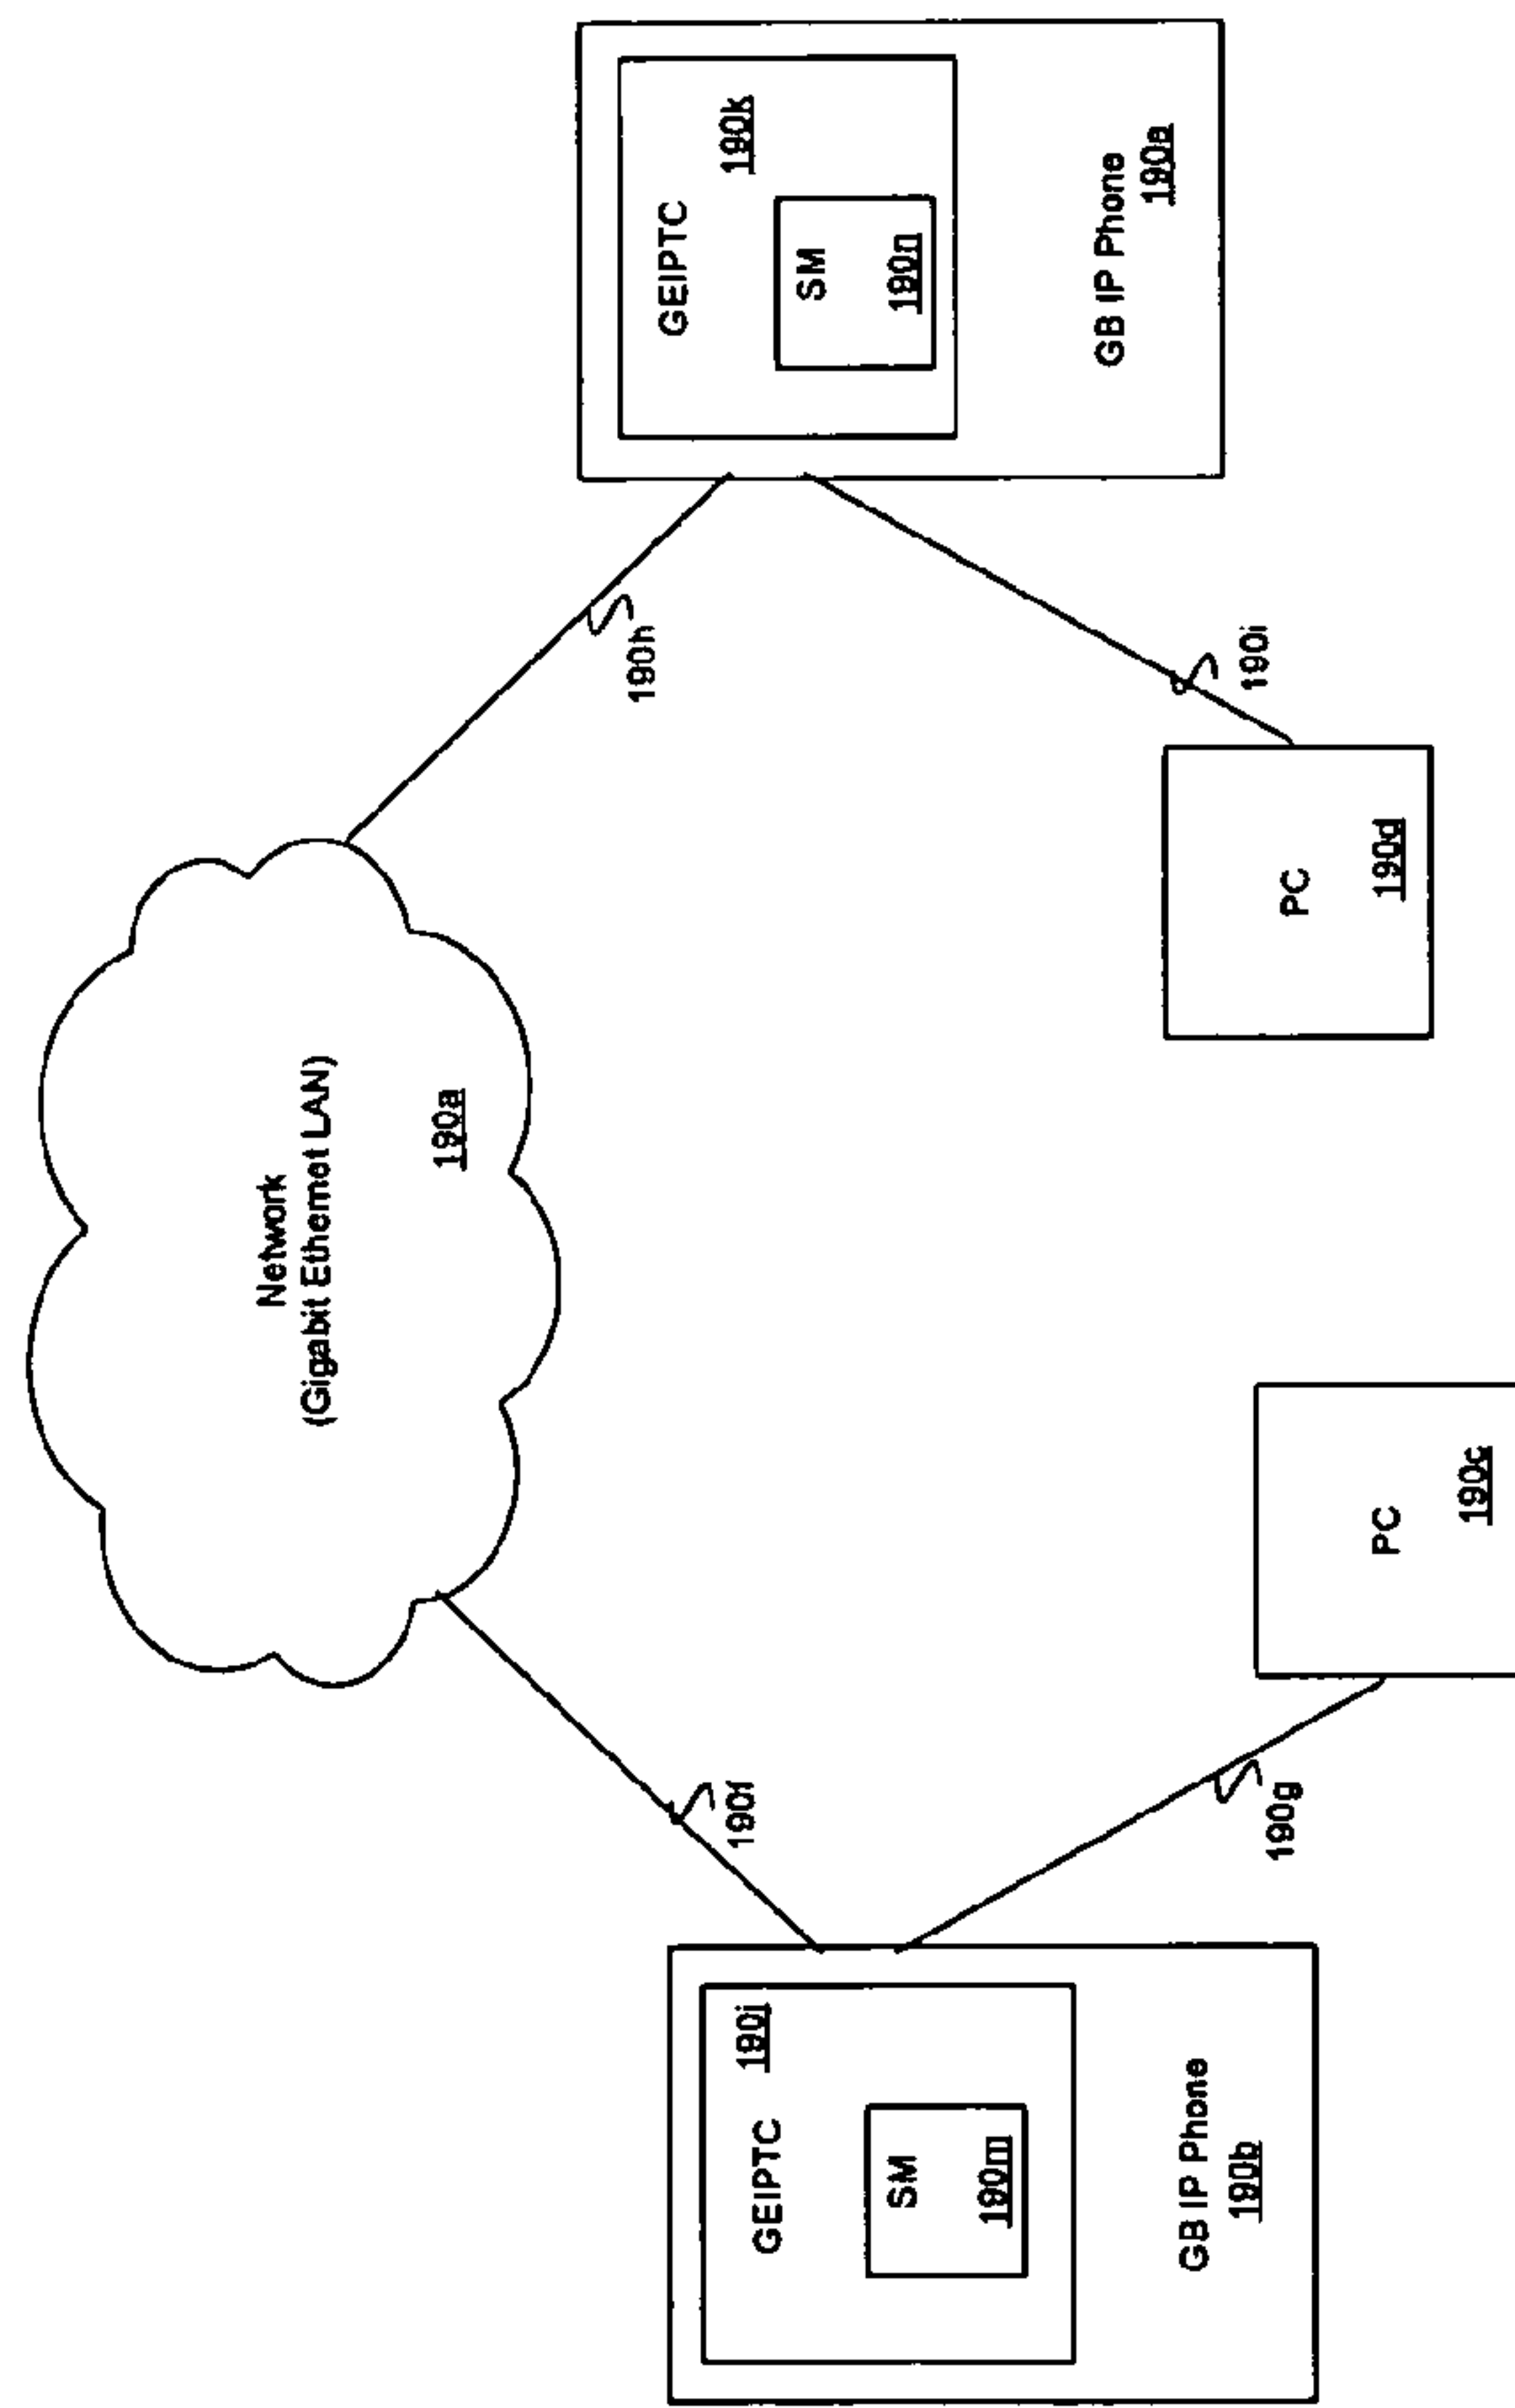 Network
(Gigabit Ethernet LAN)
190a
190h
190f
GEIPTC
190k
SM
190n
GB IP Phone
190e
GEIPTC
190j
SM
190m
GB IP Phone
190b
190i
190g
PC
190d
PC
190c